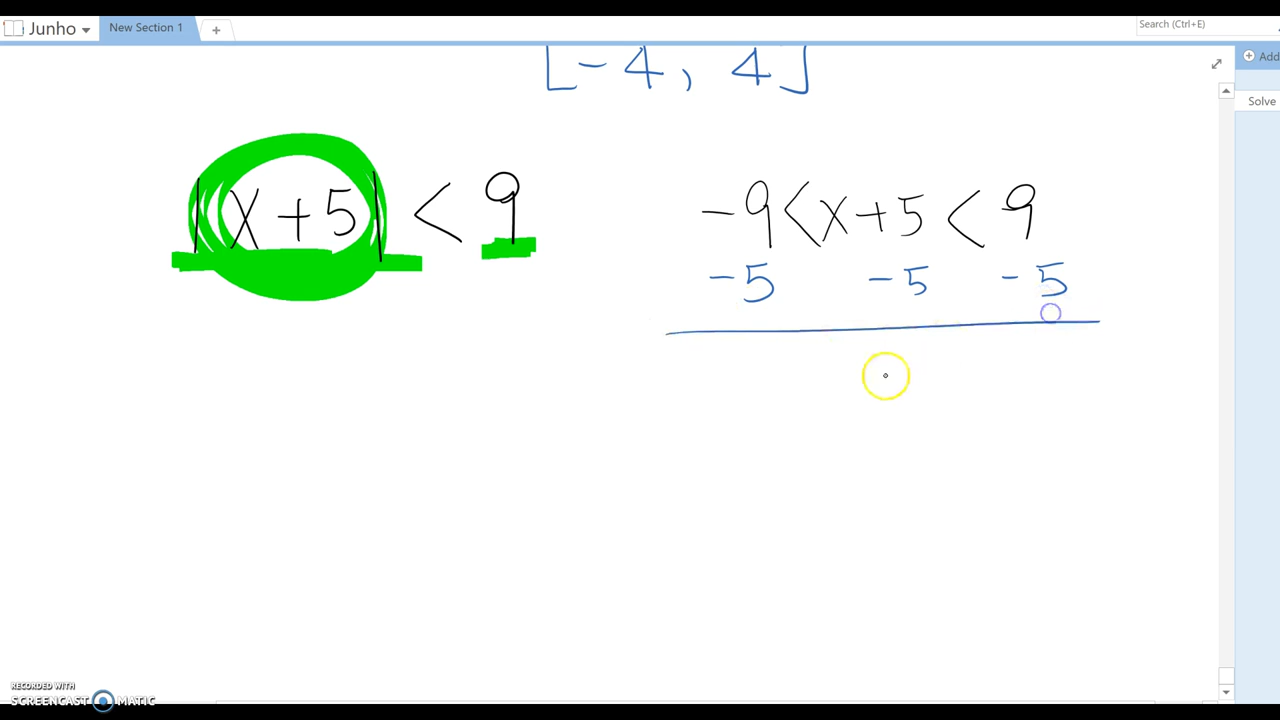 Junho
New Section 1
+
Search (Ctrl+E)
Add
Solve
[-4, 4]
|x+5| < 9
-9 < x+5 < 9
-5 -5 -5
RECORDED WITH
SCREENCAST MATIC